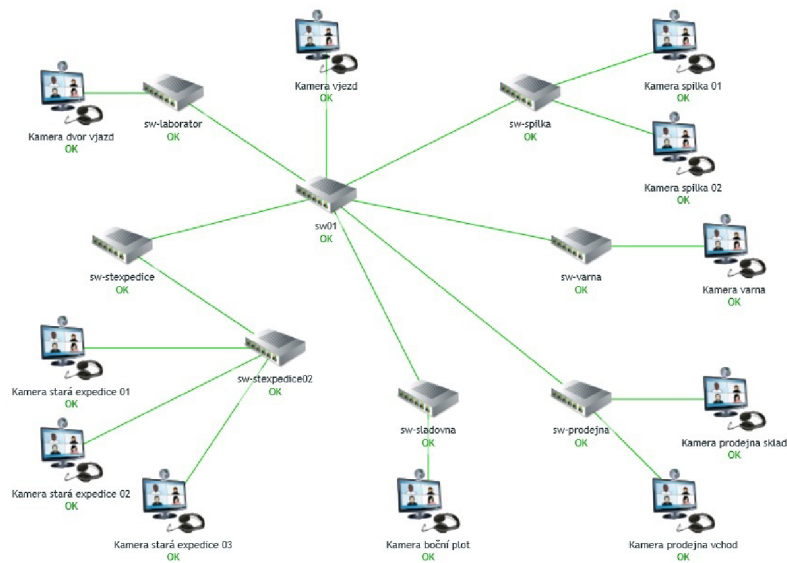 Kamera vjezd
OK
Kamera spilka 01
OK
Kamera dvor vjazd
OK
sw-laborator
OK
sw-spilka
OK
Kamera spilka 02
OK
sw01
OK
sw-stexpedice
OK
sw-varna
OK
Kamera varna
OK
sw-stexpedice02
OK
Kamera stará expedice 01
OK
sw-sladovna
OK
sw-prodejna
OK
Kamera prodejna sklad
OK
Kamera stará expedice 02
OK
Kamera stará expedice 03
OK
Kamera boční plot
OK
Kamera prodejna vchod
OK